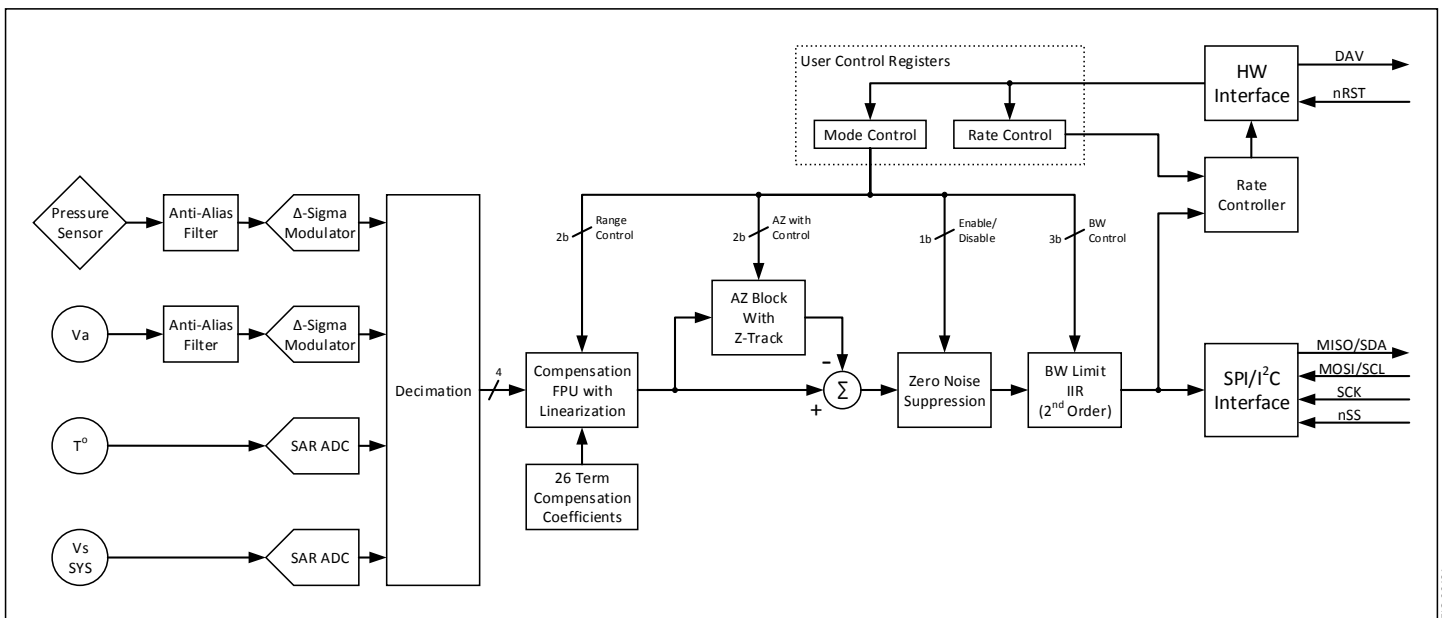 User Control Registers
HW
Interface
DAV
nRST
Mode Control
Rate Control
Rate
Controller
Pressure
Sensor
Anti-Alias
Filter
Δ-Sigma
Modulator
2b
Range
Control
2b
AZ with
Control
1b
Enable/
Disable
3b
BW
Control
Va
Anti-Alias
Filter
Δ-Sigma
Modulator
AZ Block
With
Z-Track
Decimation
4
Compensation
FPU with
Linearization
−
+
Σ
Zero Noise
Suppression
BW Limit
IIR
(2nd Order)
SPI/I²C
Interface
MISO/SDA
MOSI/SCL
SCK
nSS
T°
SAR ADC
26 Term
Compensation
Coefficients
Vs
SYS
SAR ADC